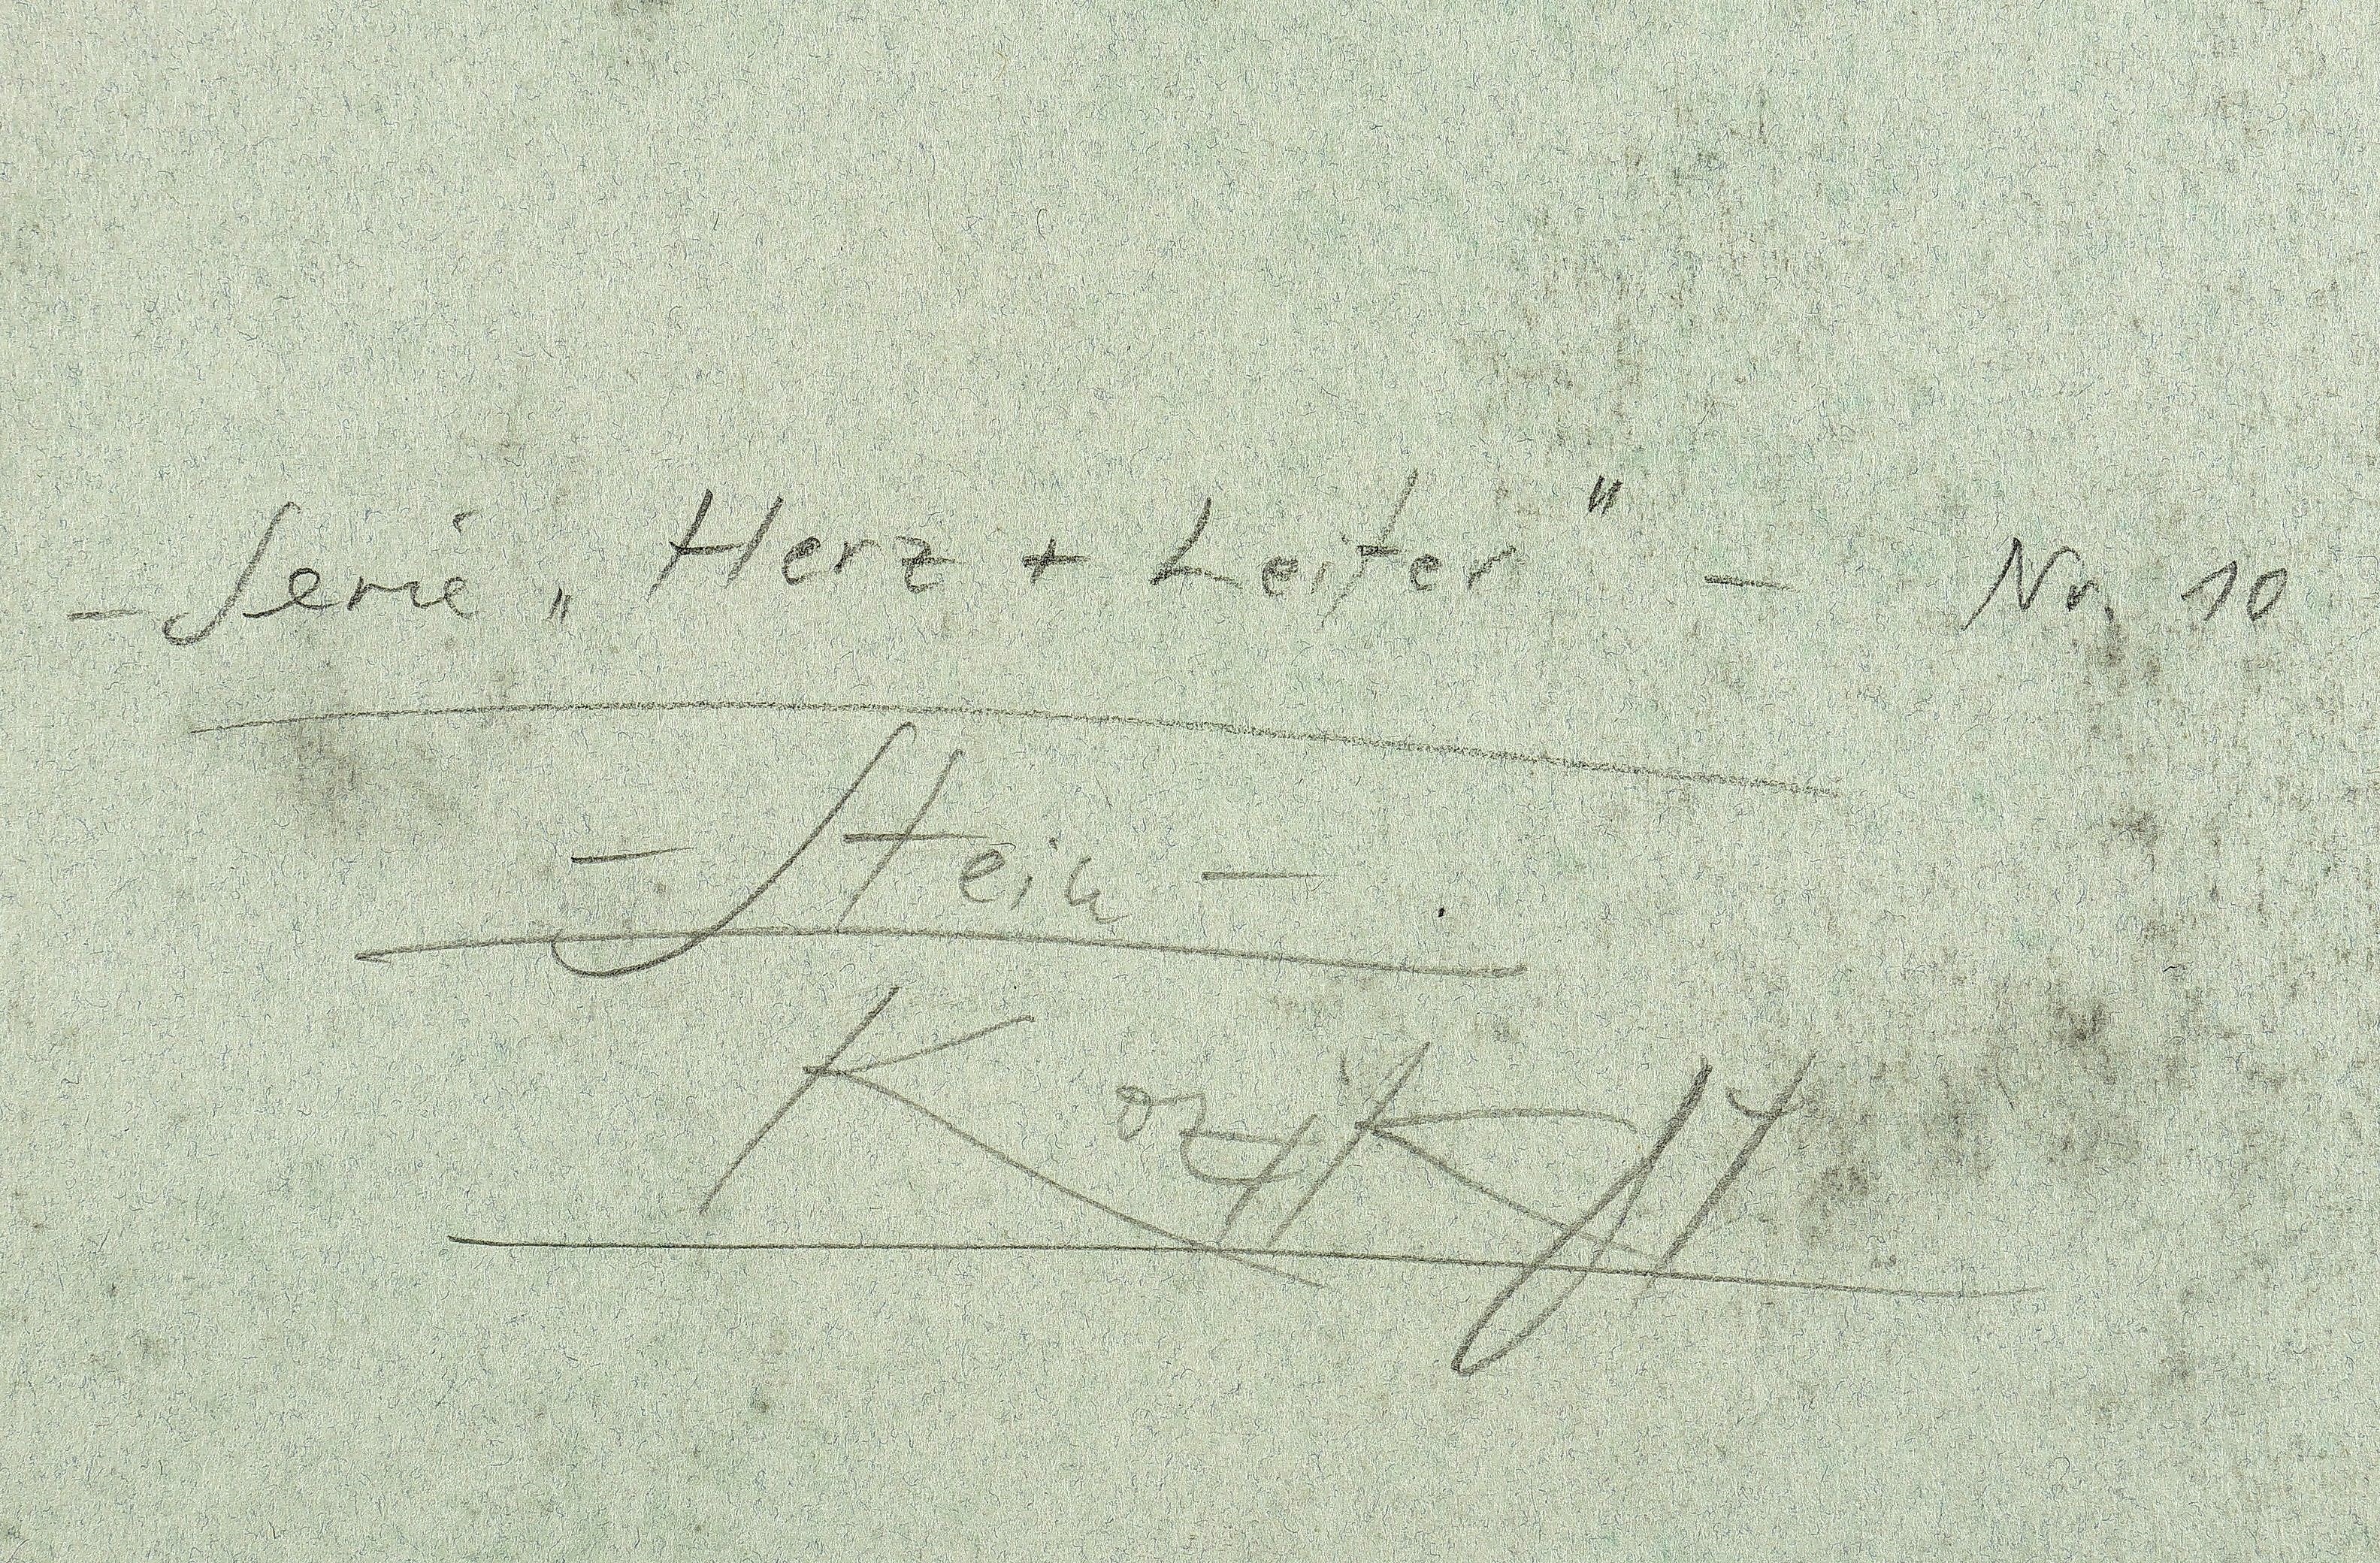 - Serie „Herz + Leiter" - Nr. 10
- Stein -